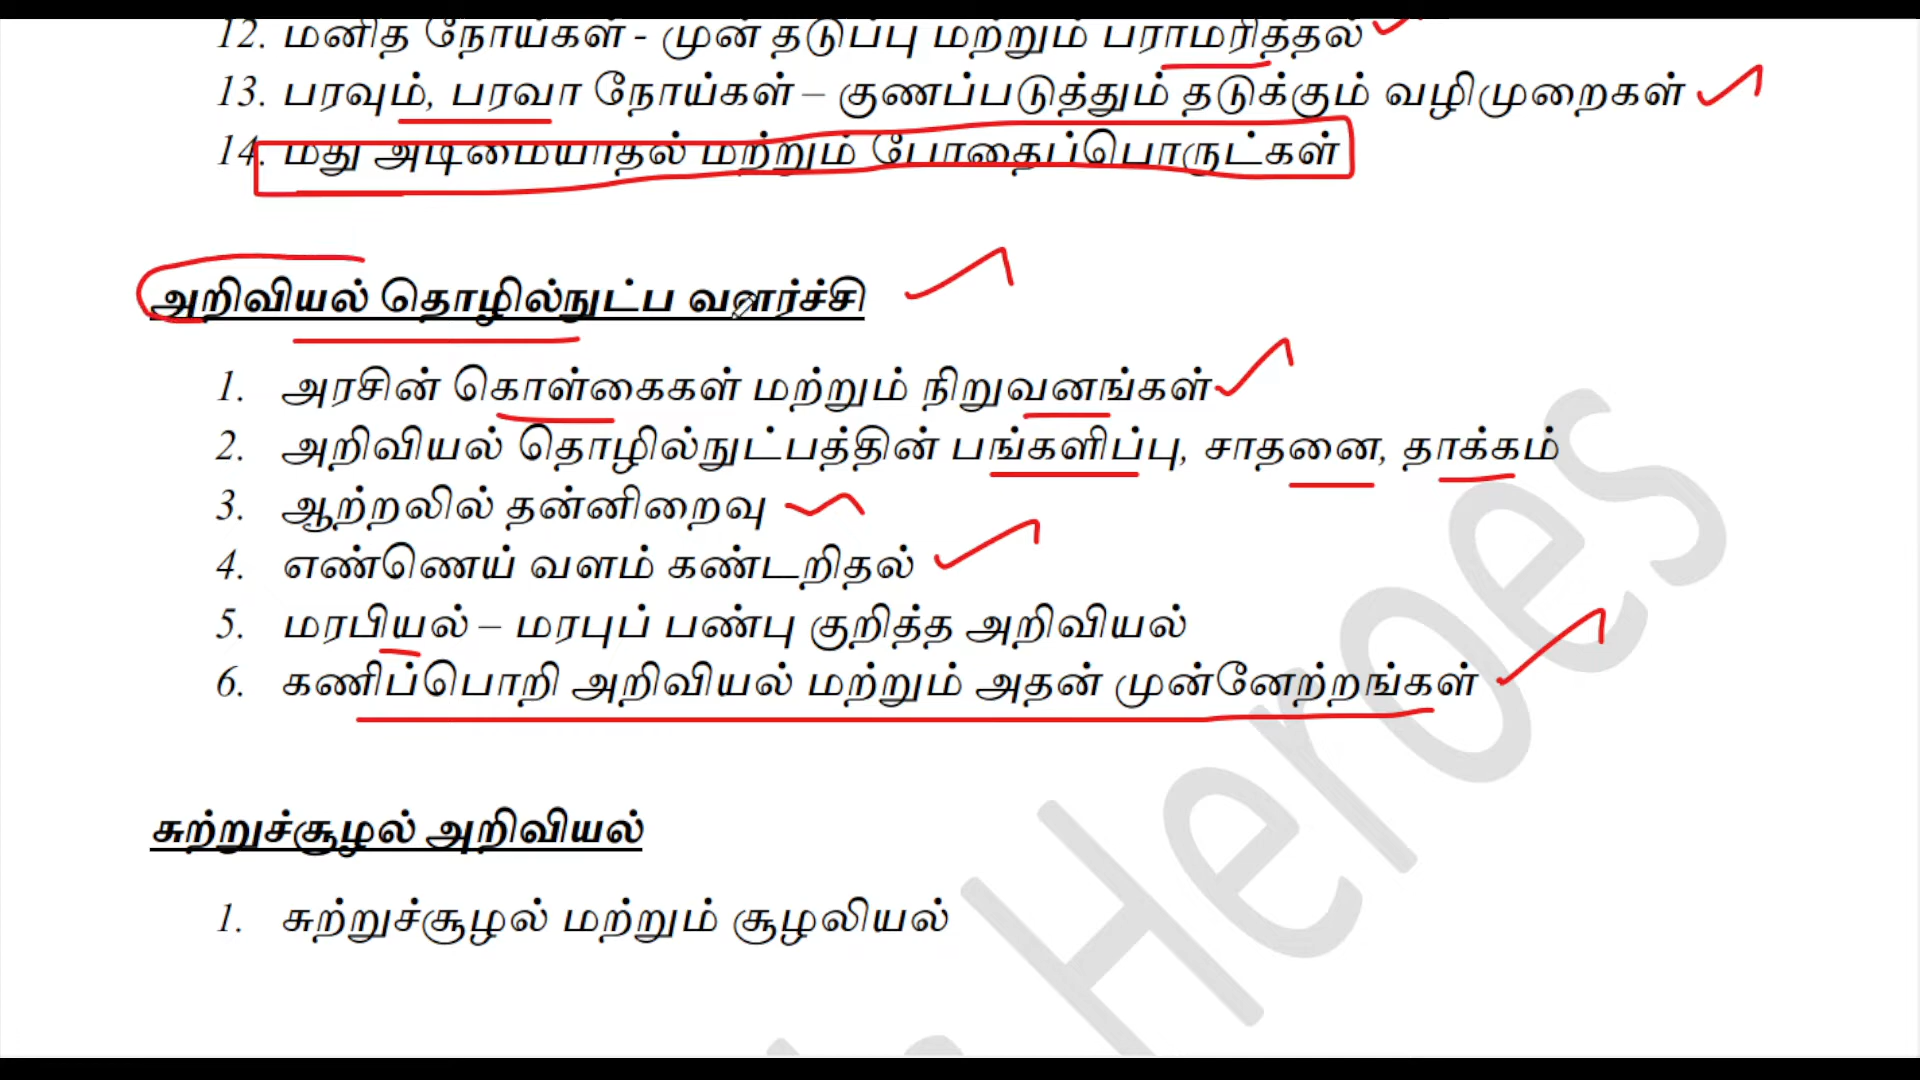 12. மனித நோய்கள் - முன் தடுப்பு மற்றும் பராமரித்தல்
13. பரவும், பரவா நோய்கள் – குணப்படுத்தும் தடுக்கும் வழிமுறைகள்
14. மது அடிமையாதல் மற்றும் போதைப்பொருட்கள்
அறிவியல் தொழில்நுட்ப வளர்ச்சி
1. அரசின் கொள்கைகள் மற்றும் நிறுவனங்கள்
2. அறிவியல் தொழில்நுட்பத்தின் பங்களிப்பு, சாதனை, தாக்கம்
3. ஆற்றலில் தன்னிறைவு
4. எண்ணெய் வளம் கண்டறிதல்
5. மரபியல் – மரபுப் பண்பு குறித்த அறிவியல்
6. கணிப்பொறி அறிவியல் மற்றும் அதன் முன்னேற்றங்கள்
சுற்றுச்சூழல் அறிவியல்
1. சுற்றுச்சூழல் மற்றும் சூழலியல்
Heroes